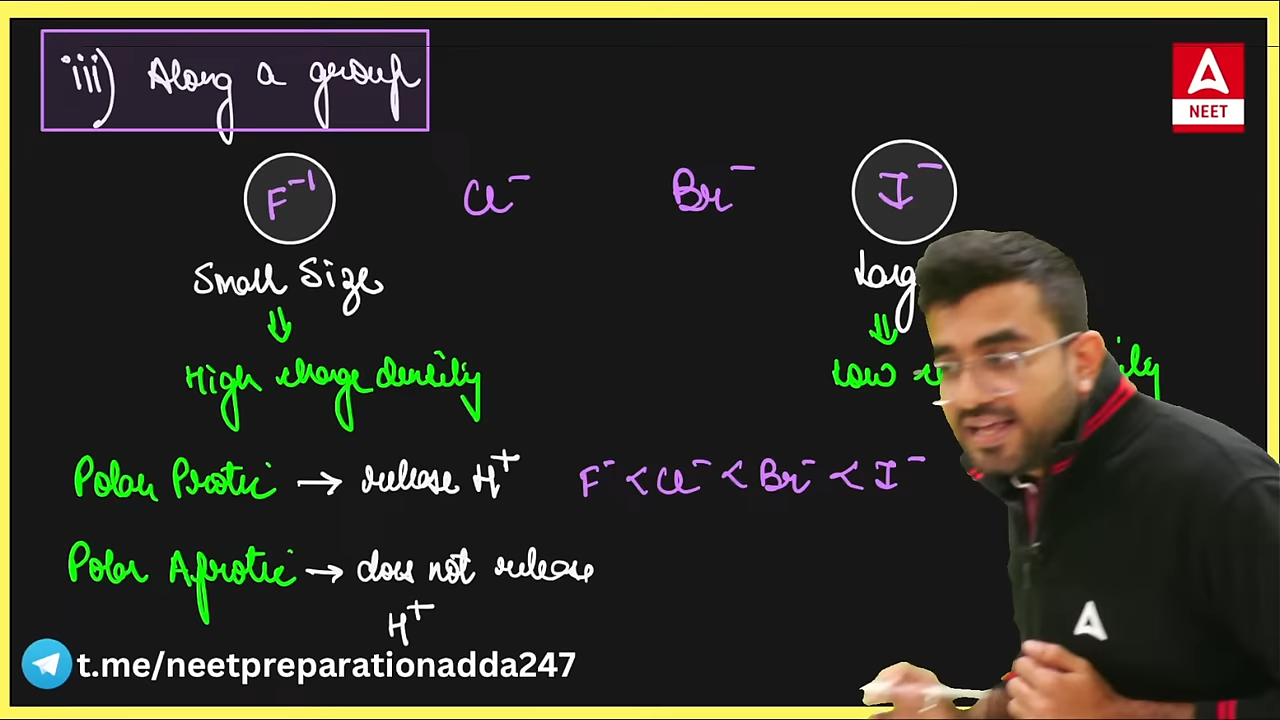 iii) Along a group
NEET
F⁻¹ Cl⁻ Br⁻ I⁻
Small Size
High charge density Low
Polar Protic → release H⁺ F⁻ < Cl⁻ < Br⁻ < I⁻
Polar Aprotic → does not release
H⁺
t.me/neetpreparationadda247